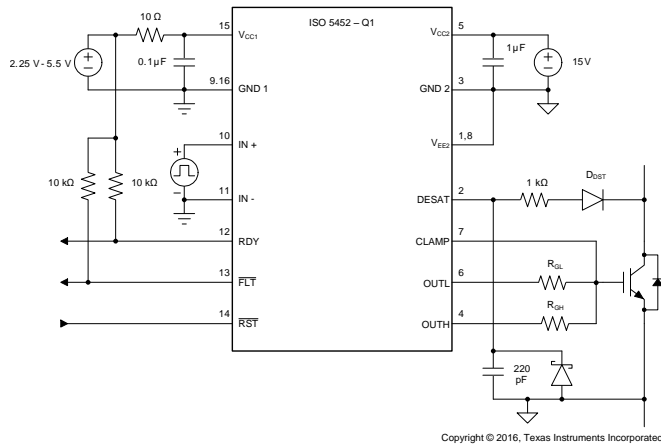 10 Ω
15
VCC1
ISO 5452 – Q1
VCC2
5
2.25 V - 5.5 V
0.1µF
1µF
15V
9,16
GND 1
GND 2
3
10
IN +
VEE2
1,8
10 kΩ
10 kΩ
11
IN -
DESAT
2
1 kΩ
DDST
12
RDY
CLAMP
7
13
FLT
OUTL
6
RGL
14
RST
OUTH
4
RGH
220
pF
Copyright © 2016, Texas Instruments Incorporated